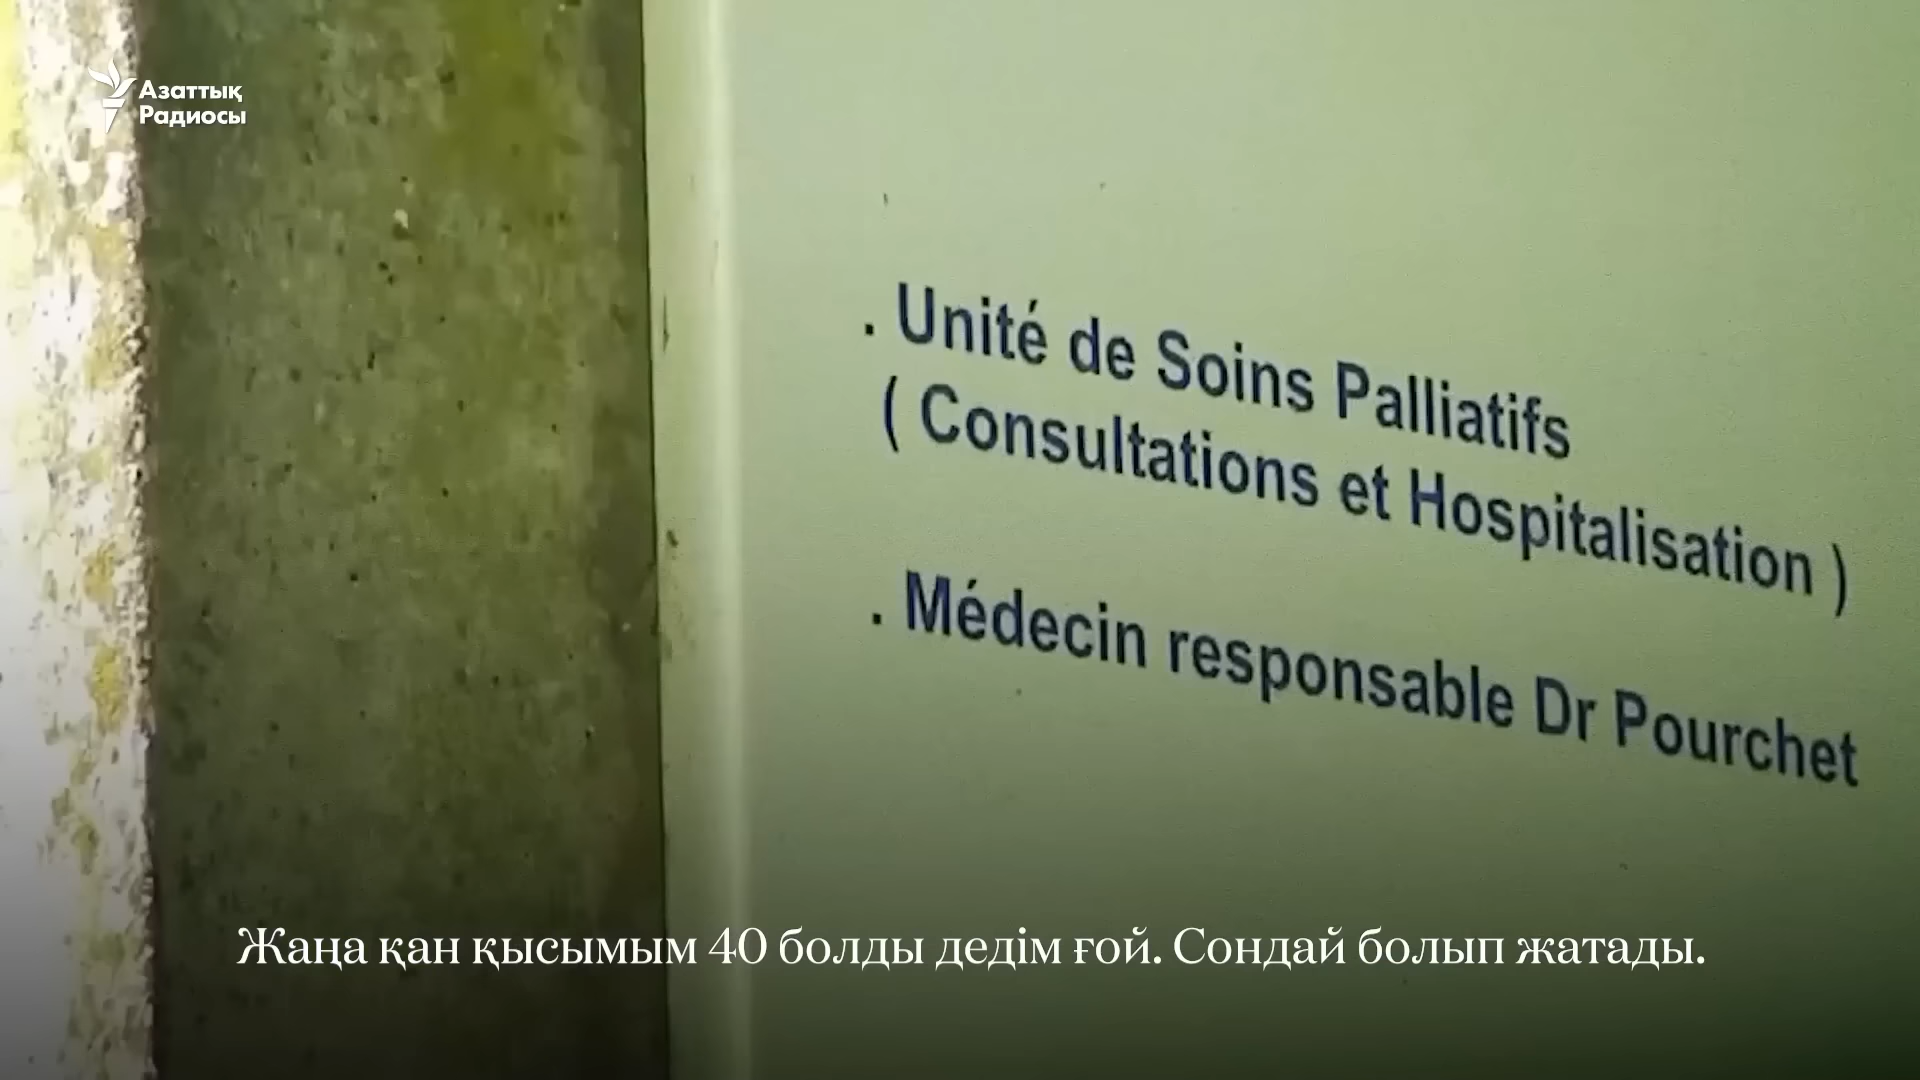 Азаттық
Радиосы
. Unité de Soins Palliatifs
( Consultations et Hospitalisation )
. Médecin responsable Dr Pourchet
Жаңа қан қысымым 40 болды дедім ғой. Сондай болып жатады.